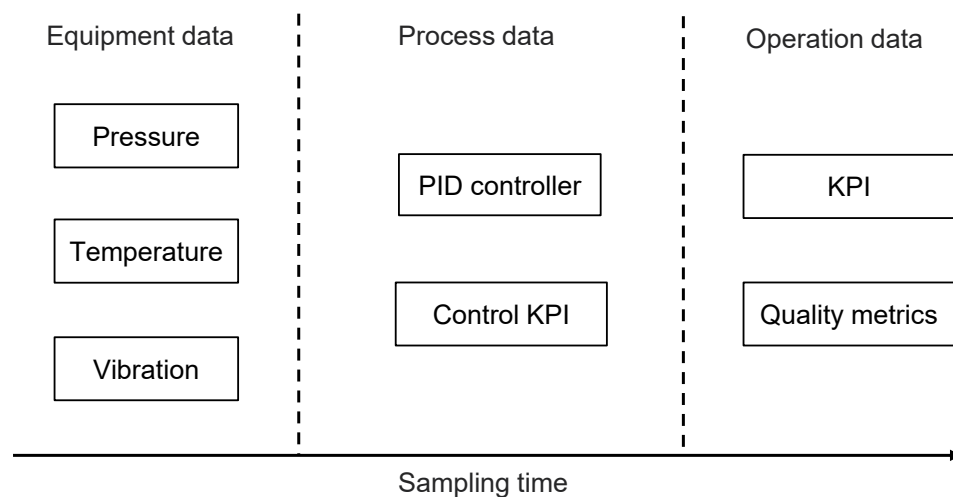 Equipment data
Process data
Operation data
Pressure
Temperature
Vibration
PID controller
Control KPI
KPI
Quality metrics
Sampling time